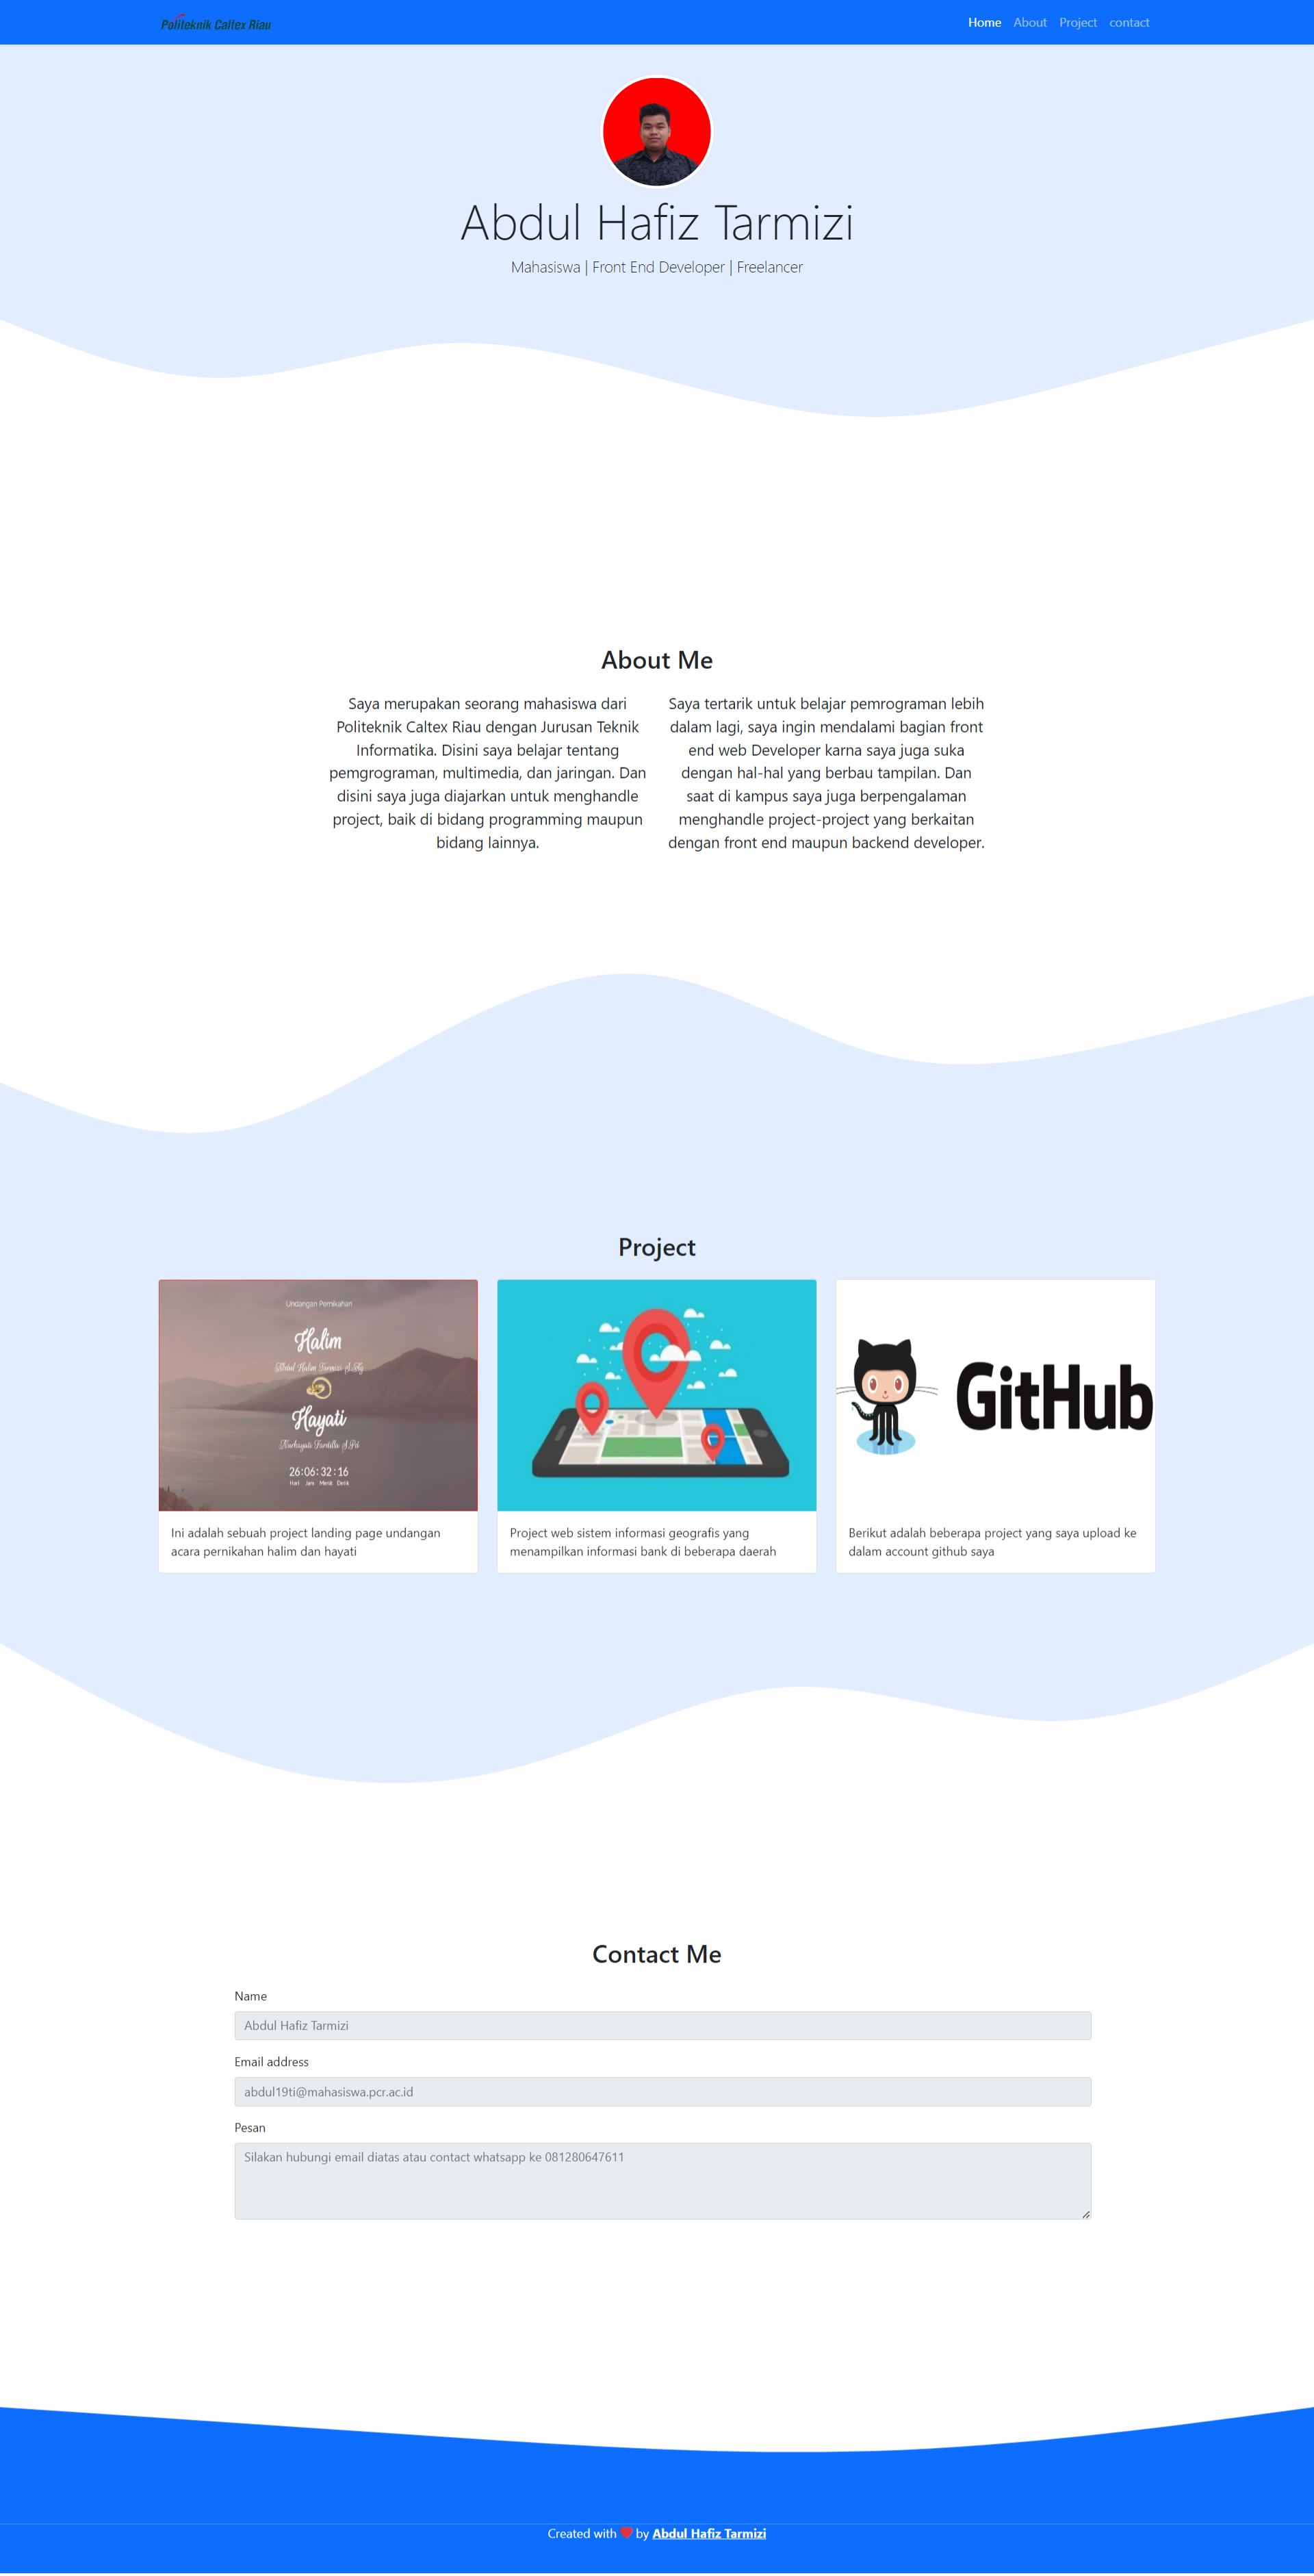 Politeknik Caltex Riau
Home About Project contact
Abdul Hafiz Tarmizi
Mahasiswa | Front End Developer | Freelancer
About Me
Saya merupakan seorang mahasiswa dari
Politeknik Caltex Riau dengan Jurusan Teknik
Informatika. Disini saya belajar tentang
pemgrograman, multimedia, dan jaringan. Dan
disini saya juga diajarkan untuk menghandle
project, baik di bidang programming maupun
bidang lainnya.
Saya tertarik untuk belajar pemrograman lebih
dalam lagi, saya ingin mendalami bagian front
end web Developer karna saya juga suka
dengan hal-hal yang berbau tampilan. Dan
saat di kampus saya juga berpengalaman
menghandle project-project yang berkaitan
dengan front end maupun backend developer.
Project
Undangan Pernikahan
Halim
Abdul Halim Tarmizi S.Ag
Hayati
Nurhayati S.Pd
26:06:32:16
Hari Jam Menit Detik
Ini adalah sebuah project landing page undangan
acara pernikahan halim dan hayati
Project web sistem informasi geografis yang
menampilkan informasi bank di beberapa daerah
GitHub
Berikut adalah beberapa project yang saya upload ke
dalam account github saya
Contact Me
Name
Abdul Hafiz Tarmizi
Email address
abdul19ti@mahasiswa.pcr.ac.id
Pesan
Silakan hubungi email diatas atau contact whatsapp ke 081280647611
Created with by Abdul Hafiz Tarmizi